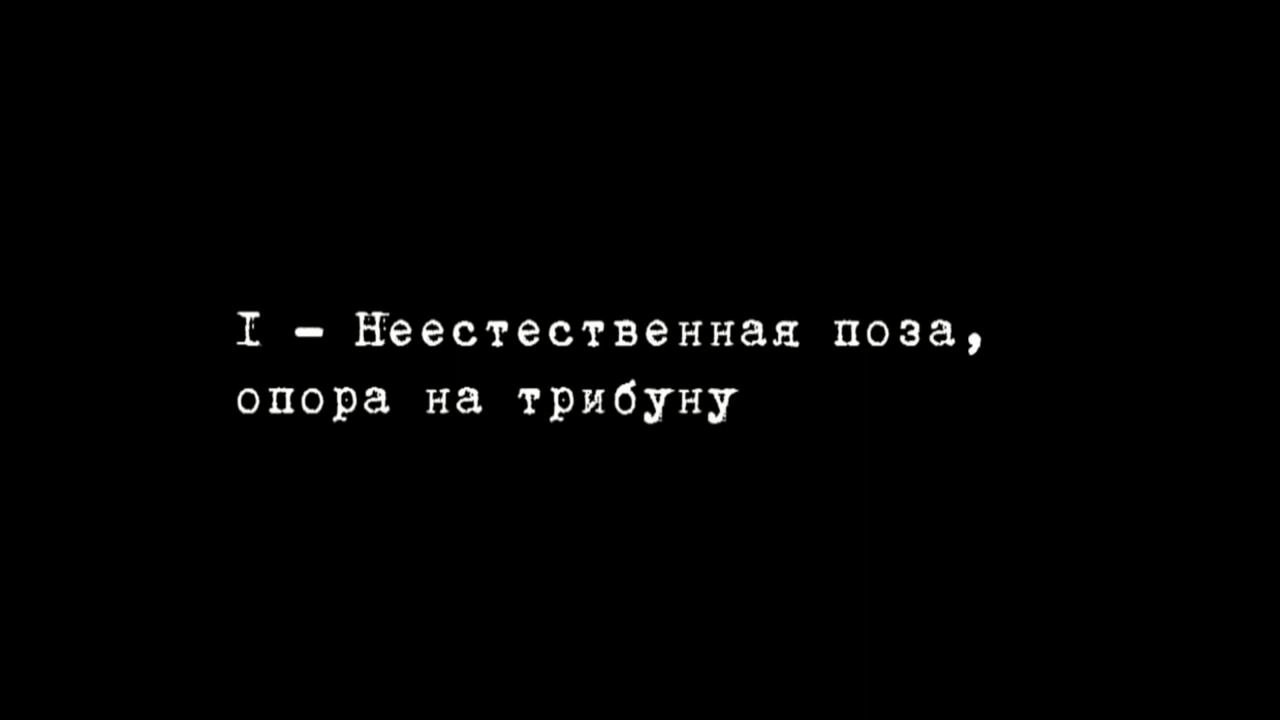 I - Неестественная поза,
опора на трибуну